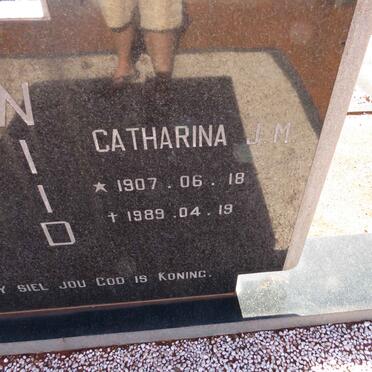 N
I
I
D
CATHARINA J. M.
* 1907 . 06 . 18
† 1989 . 04 . 19
Y SIEL JOU GOD IS KONING.